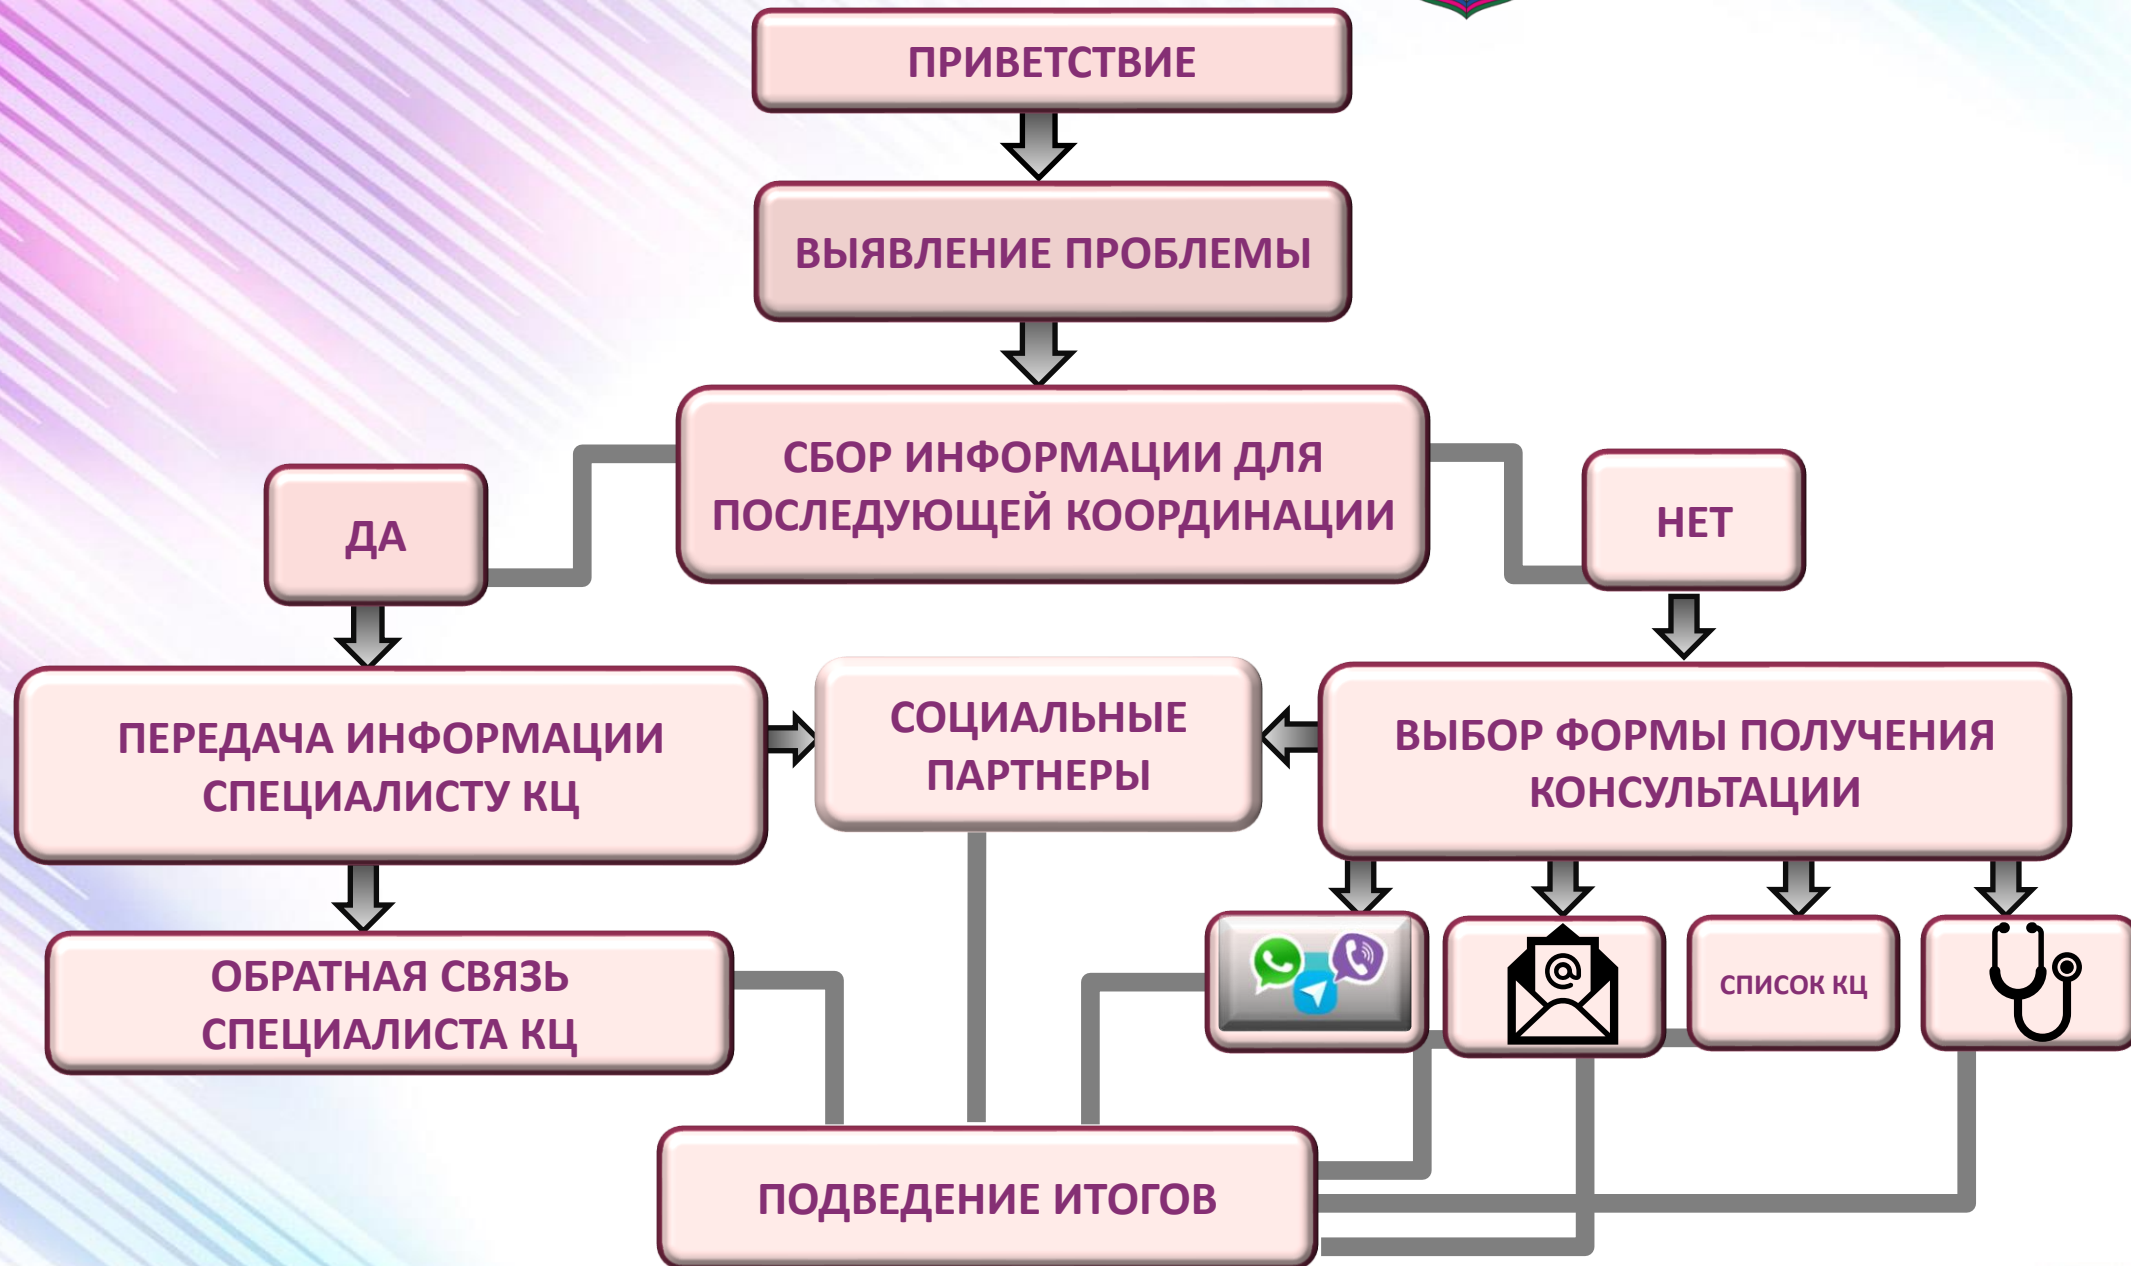 ПРИВЕТСТВИЕ
ВЫЯВЛЕНИЕ ПРОБЛЕМЫ
СБОР ИНФОРМАЦИИ ДЛЯ
ПОСЛЕДУЮЩЕЙ КООРДИНАЦИИ
ДА
НЕТ
ПЕРЕДАЧА ИНФОРМАЦИИ
СПЕЦИАЛИСТУ КЦ
СОЦИАЛЬНЫЕ
ПАРТНЕРЫ
ВЫБОР ФОРМЫ ПОЛУЧЕНИЯ
КОНСУЛЬТАЦИИ
ОБРАТНАЯ СВЯЗЬ
СПЕЦИАЛИСТА КЦ
@
СПИСОК КЦ
ПОДВЕДЕНИЕ ИТОГОВ